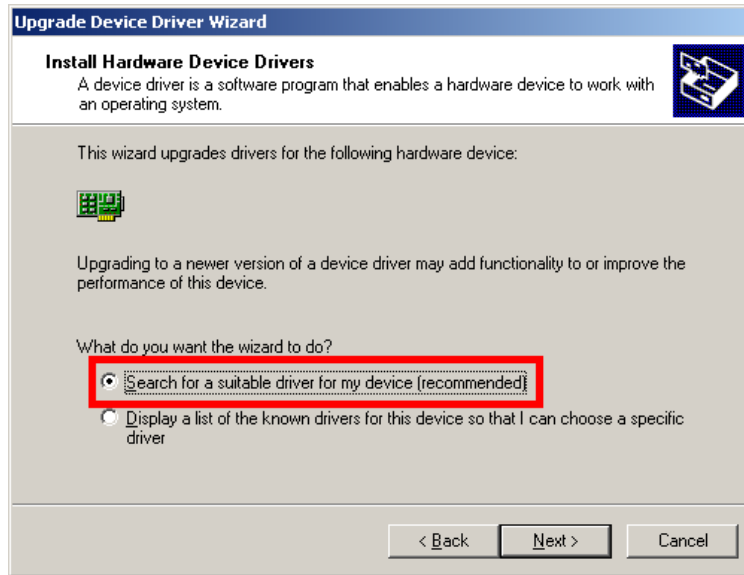 Upgrade Device Driver Wizard
Install Hardware Device Drivers
A device driver is a software program that enables a hardware device to work with
an operating system.
This wizard upgrades drivers for the following hardware device:
Upgrading to a newer version of a device driver may add functionality to or improve the
performance of this device.
What do you want the wizard to do?
Search for a suitable driver for my device (recommended)
Display a list of the known drivers for this device so that I can choose a specific
driver
< Back Next > Cancel